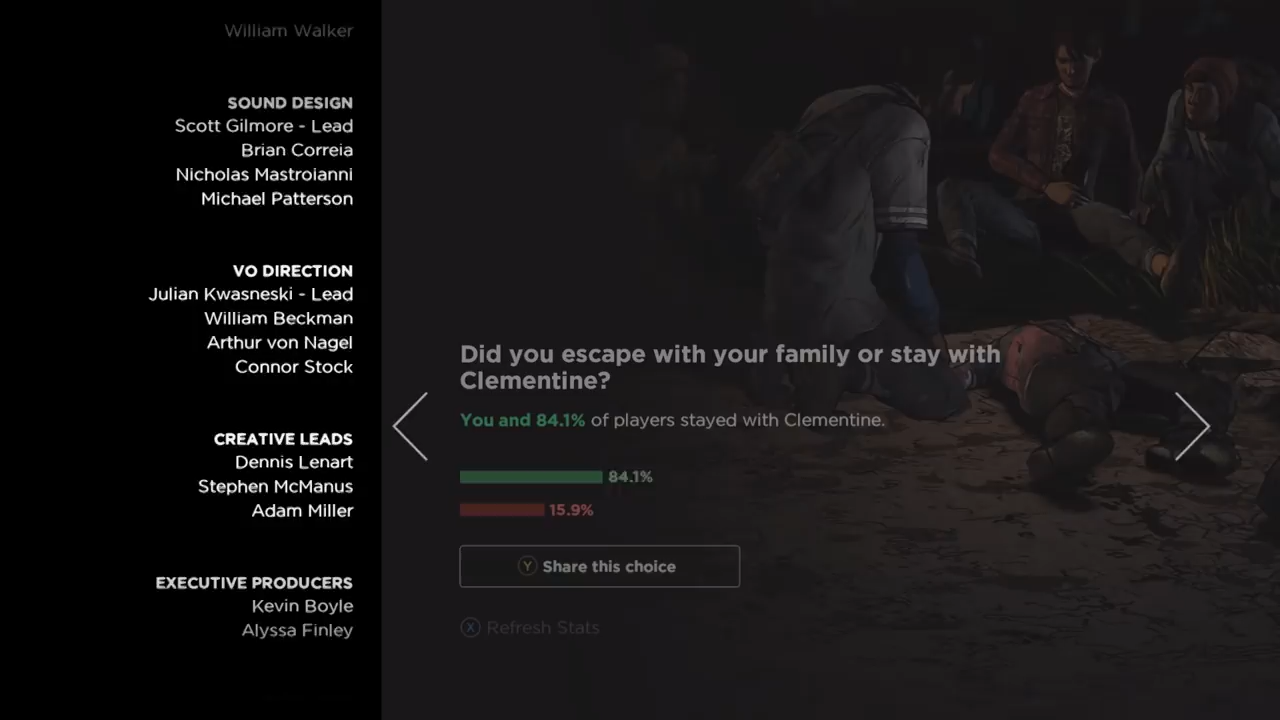 William Walker
SOUND DESIGN
Scott Gilmore - Lead
Brian Correia
Nicholas Mastroianni
Michael Patterson
VO DIRECTION
Julian Kwasneski - Lead
William Beckman
Arthur von Nagel
Connor Stock
CREATIVE LEADS
Dennis Lenart
Stephen McManus
Adam Miller
EXECUTIVE PRODUCERS
Kevin Boyle
Alyssa Finley
Did you escape with your family or stay with
Clementine?
You and 84.1% of players stayed with Clementine.
84.1%
15.9%
Y Share this choice
X Refresh Stats